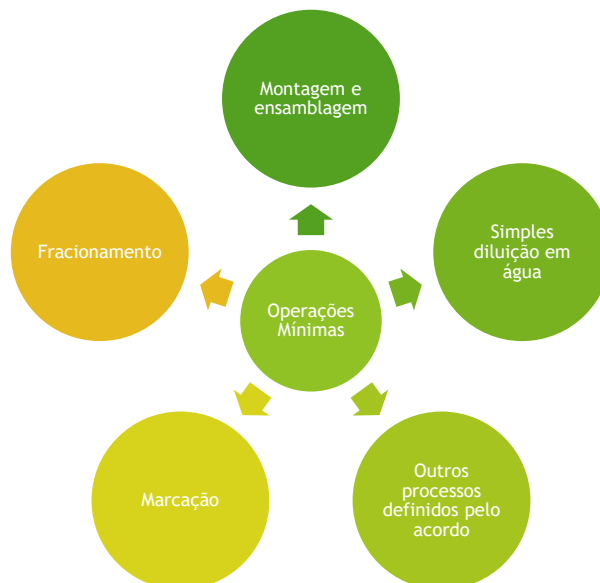 Montagem e
ensamblagem
Fracionamento
Simples
diluição em
água
Operações
Mínimas
Marcação
Outros
processos
definidos pelo
acordo